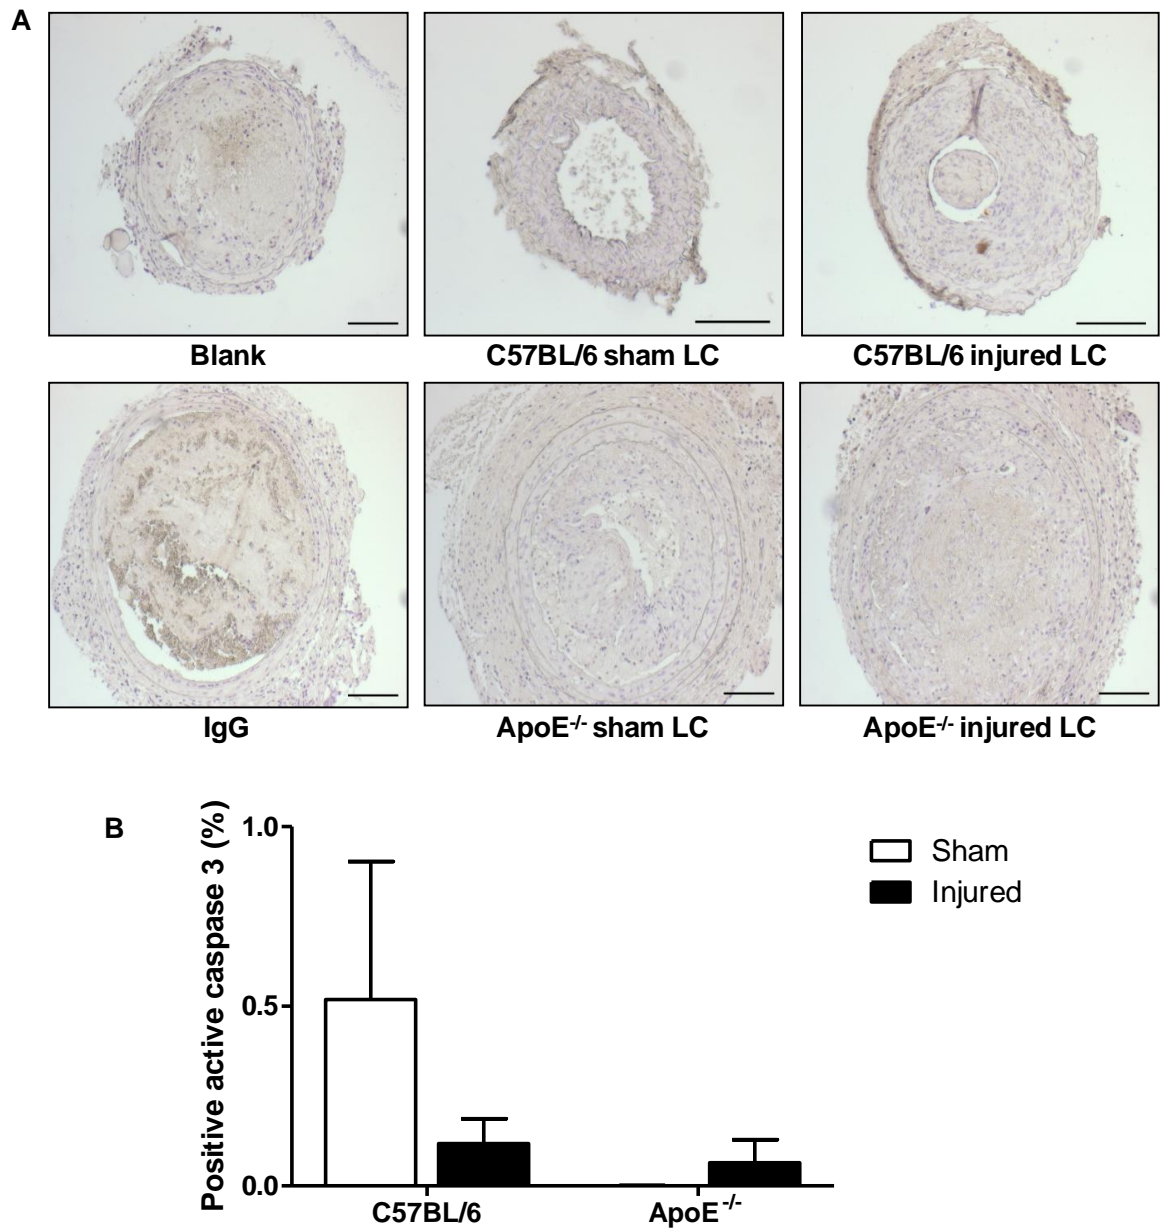 A
Blank
C57BL/6 sham LC
C57BL/6 injured LC
IgG
ApoE-/- sham LC
ApoE-/- injured LC
B
Positive active caspase 3 (%)
1.0
0.5
0.0
C57BL/6
ApoE-/-
Sham
Injured